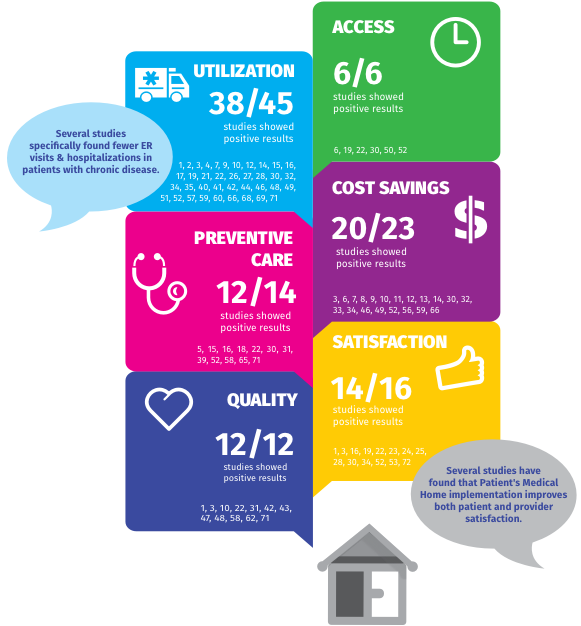 ACCESS
6/6
studies showed
positive results
6, 19, 22, 30, 50, 52
UTILIZATION
38/45
studies showed
positive results
1, 2, 3, 4, 7, 9, 10, 12, 14, 15, 16,
17, 19, 21, 22, 26, 27, 28, 30, 32,
34, 35, 40, 41, 42, 44, 46, 48, 49,
51, 52, 57, 59, 60, 66, 68, 69, 71
Several studies
specifically found fewer ER
visits & hospitalizations in
patients with chronic disease.
COST SAVINGS
20/23
studies showed
positive results
3, 6, 7, 8, 9, 10, 11, 12, 13, 14, 30, 32,
33, 34, 46, 49, 52, 56, 59, 66
$
PREVENTIVE
CARE
12/14
studies showed
positive results
5, 15, 16, 18, 22, 30, 31,
39, 52, 58, 65, 71
SATISFACTION
14/16
studies showed
positive results
1, 3, 16, 19, 22, 23, 24, 25,
28, 30, 34, 52, 53, 72
QUALITY
12/12
studies showed
positive results
1, 3, 10, 22, 31, 42, 43,
47, 48, 58, 62, 71
Several studies have
found that Patient's Medical
Home implementation improves
both patient and provider
satisfaction.